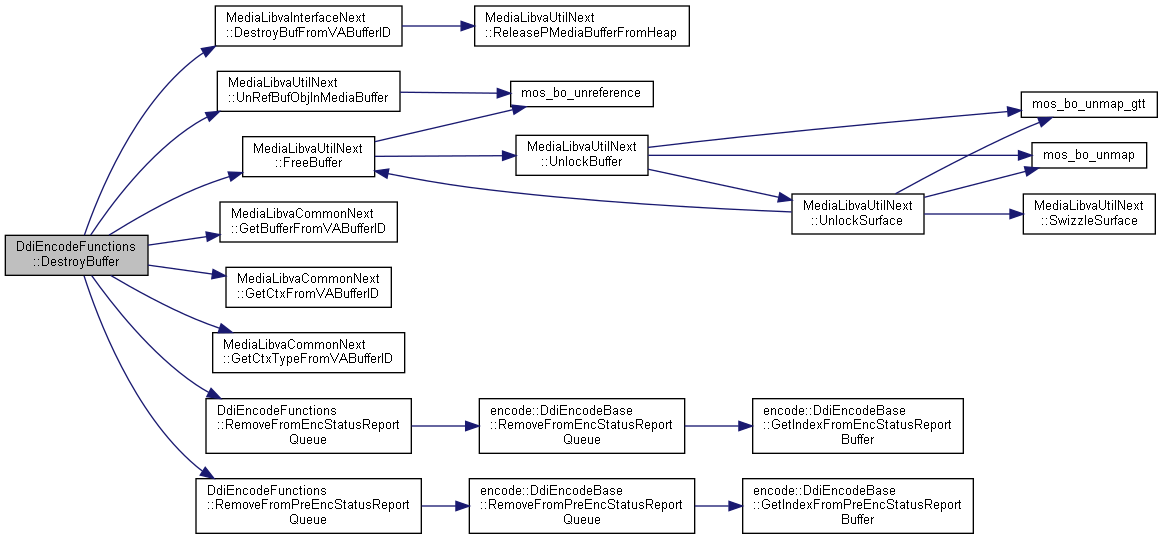 MediaLibvaInterfaceNext
::DestroyBufFromVABufferID
MediaLibvaUtilNext
::ReleasePMediaBufferFromHeap
MediaLibvaUtilNext
::UnRefBufObjInMediaBuffer
mos_bo_unreference
mos_bo_unmap_gtt
MediaLibvaUtilNext
::FreeBuffer
MediaLibvaUtilNext
::UnlockBuffer
mos_bo_unmap
MediaLibvaUtilNext
::UnlockSurface
MediaLibvaUtilNext
::SwizzleSurface
MediaLibvaCommonNext
::GetBufferFromVABufferID
DdiEncodeFunctions
::DestroyBuffer
MediaLibvaCommonNext
::GetCtxFromVABufferID
MediaLibvaCommonNext
::GetCtxTypeFromVABufferID
DdiEncodeFunctions
::RemoveFromEncStatusReport
Queue
encode::DdiEncodeBase
::RemoveFromEncStatusReport
Queue
encode::DdiEncodeBase
::GetIndexFromEncStatusReport
Buffer
DdiEncodeFunctions
::RemoveFromPreEncStatusReport
Queue
encode::DdiEncodeBase
::RemoveFromPreEncStatusReport
Queue
encode::DdiEncodeBase
::GetIndexFromPreEncStatusReport
Buffer